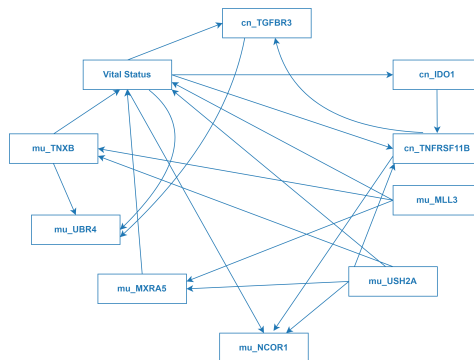 cn_TGFBR3
Vital Status
cn_IDO1
mu_TNXB
cn_TNFRSF11B
mu_MLL3
mu_UBR4
mu_MXRA5
mu_USH2A
mu_NCOR1